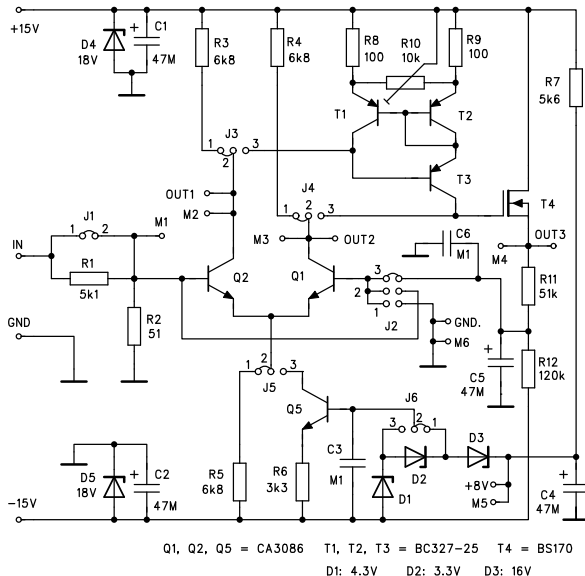 +15V
D4
18V
C1
47M
R3
6k8
R4
6k8
R8
100
R10
10k
R9
100
R7
5k6
T1
T2
T3
T4
J3
1
2
3
OUT1
M2
J4
1
2
3
M3
OUT2
C6
M1
M4
OUT3
J1
1
2
M1
IN
R1
5k1
Q2
Q1
3
2
1
J2
R2
51
GND
GND.
M6
R11
51k
R12
120k
C5
47M
1
2
3
J5
Q5
J6
3
2
1
C3
M1
D2
D3
D1
+8V
M5
C4
47M
R5
6k8
R6
3k3
D5
18V
C2
47M
-15V
Q1, Q2, Q5 = CA3086 T1, T2, T3 = BC327-25 T4 = BS170
D1: 4.3V D2: 3.3V D3: 16V